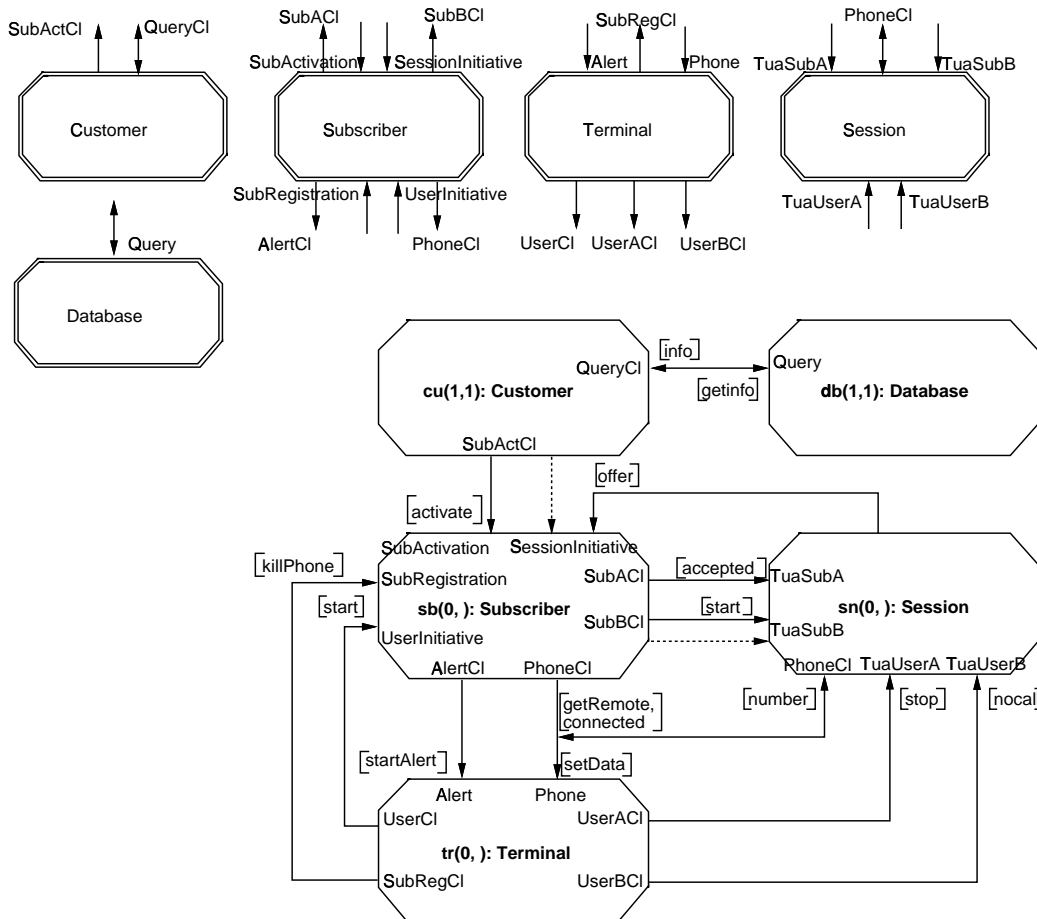 SubActCl
QueryCl
SubACl
SubBCl
SubRegCl
PhoneCl
SubActivation
SessionInitiative
Alert
Phone
TuaSubA
TuaSubB
Customer
Subscriber
Terminal
Session
SubRegistration
UserInitiative
TuaUserA
TuaUserB
AlertCl
PhoneCl
UserCl
UserACl
UserBCl
Query
Database
QueryCl
[info]
[getinfo]
Query
cu(1,1): Customer
db(1,1): Database
SubActCl
[offer]
[activate]
SubActivation
SessionInitiative
[killPhone]
SubRegistration
SubACl
[accepted]
TuaSubA
[start]
sb(0, ): Subscriber
SubBCl
[start]
sn(0, ): Session
UserInitiative
TuaSubB
AlertCl
PhoneCl
PhoneCl
TuaUserA
TuaUserB
[getRemote,
connected]
[number]
[stop]
[nocal]
[startAlert]
[setData]
Alert
Phone
UserCl
UserACl
tr(0, ): Terminal
SubRegCl
UserBCl